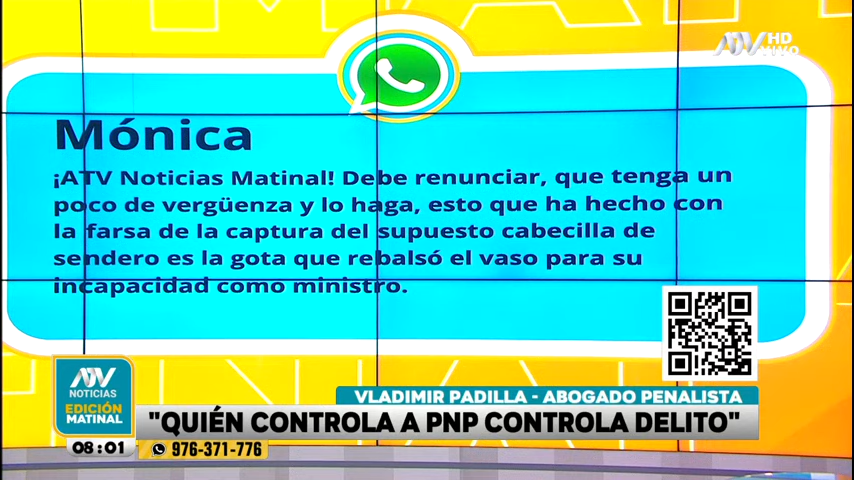 ATV HD
VIVO
Mónica
¡ATV Noticias Matinal! Debe renunciar, que tenga un
poco de vergüenza y lo haga, esto que ha hecho con
la farsa de la captura del supuesto cabecilla de
sendero es la gota que rebalsó el vaso para su
incapacidad como ministro.
ATV
NOTICIAS
EDICIÓN
MATINAL
VLADIMIR PADILLA - ABOGADO PENALISTA
"QUIÉN CONTROLA A PNP CONTROLA DELITO"
08:01
976-371-776